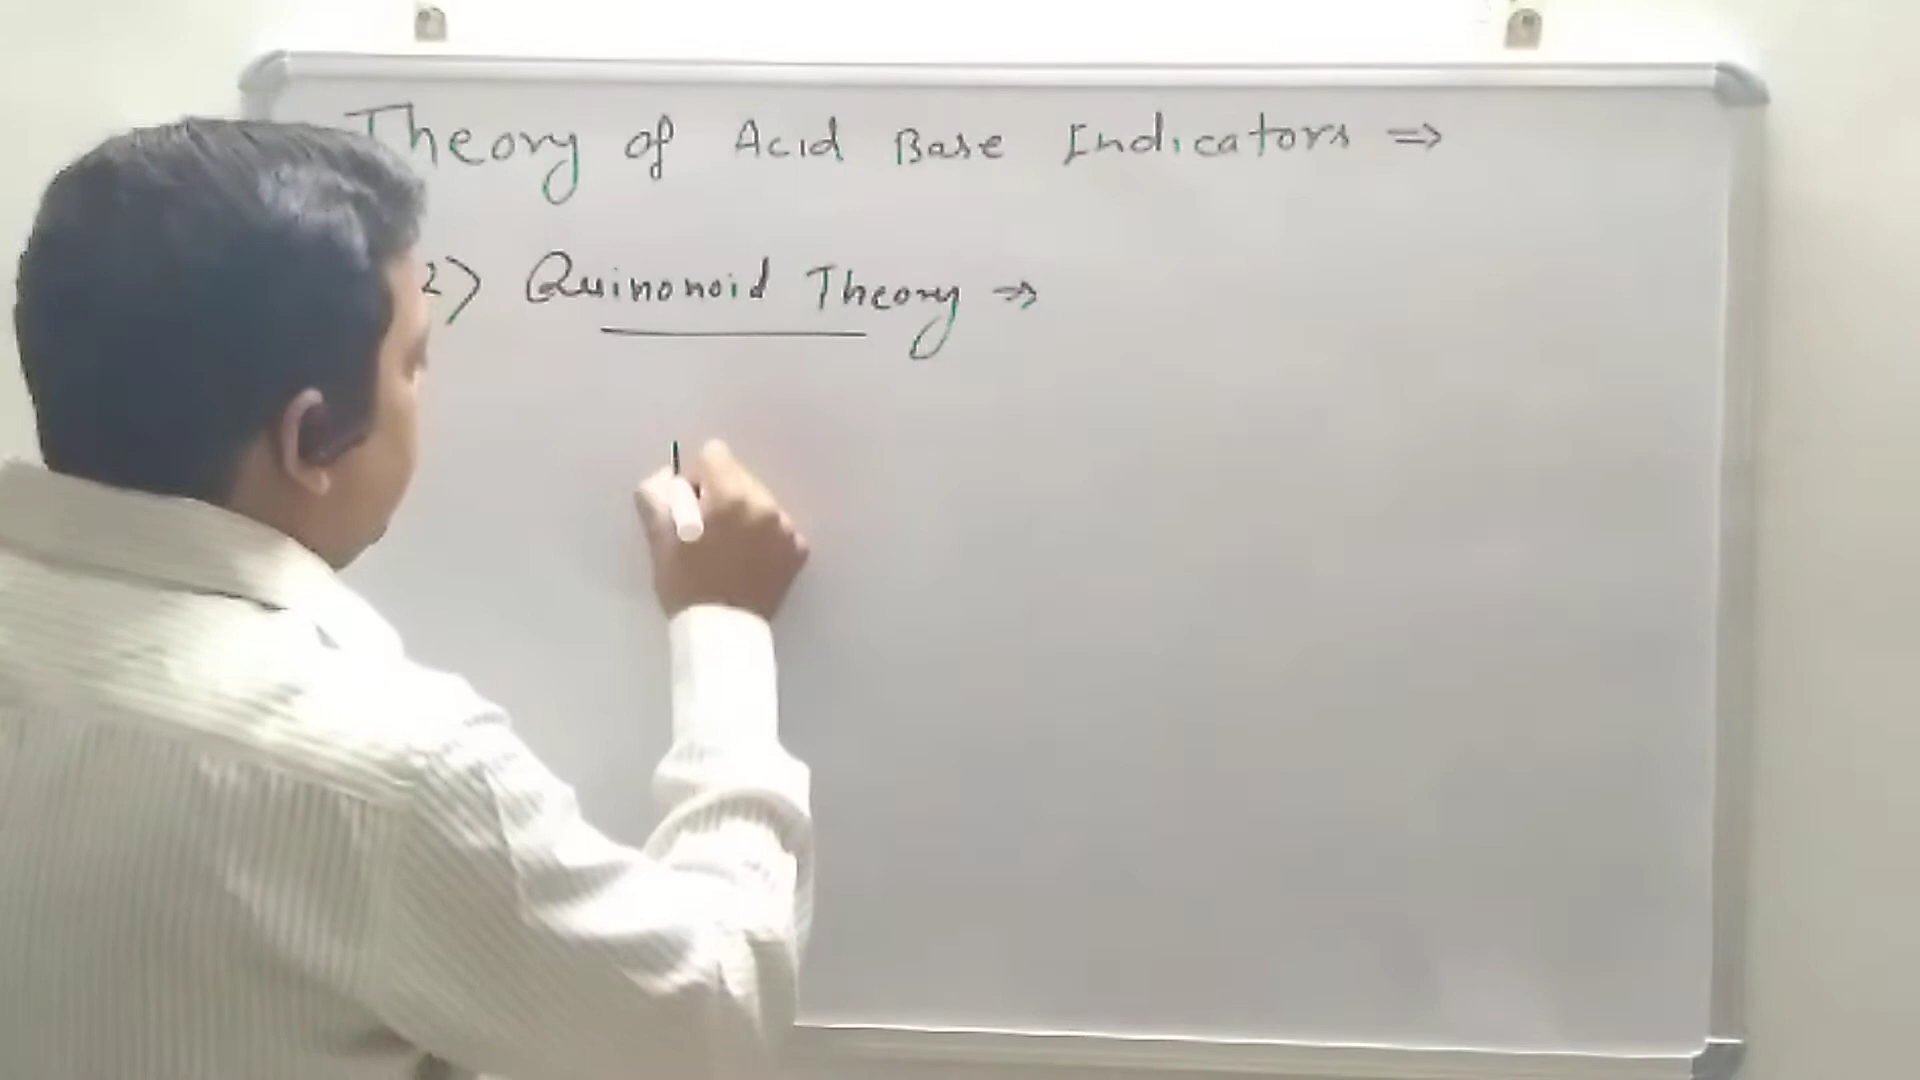 Theory of Acid Base Indicators ⇒
2) Quinonoid Theory ⇒